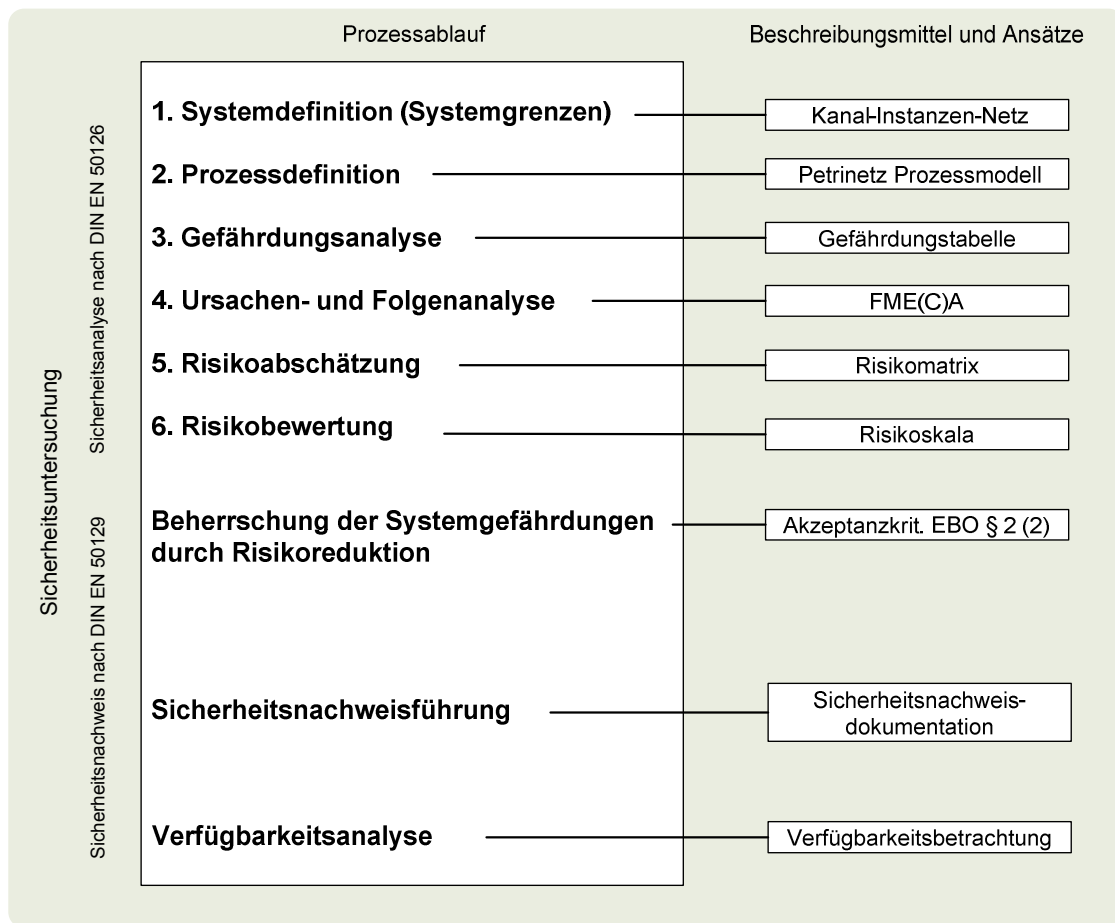 Prozessablauf
Beschreibungsmittel und Ansätze
Sicherheitsuntersuchung
Sicherheitsanalyse nach DIN EN 50126
1. Systemdefinition (Systemgrenzen)
Kanal-Instanzen-Netz
2. Prozessdefinition
Petrinetz Prozessmodell
3. Gefährdungsanalyse
Gefährdungstabelle
4. Ursachen- und Folgenanalyse
FME(C)A
5. Risikoabschätzung
Risikomatrix
6. Risikobewertung
Risikoskala
Sicherheitsnachweis nach DIN EN 50129
Beherrschung der Systemgefährdungen
durch Risikoreduktion
Akzeptanzkrit. EBO § 2 (2)
Sicherheitsnachweisführung
Sicherheitsnachweis-
dokumentation
Verfügbarkeitsanalyse
Verfügbarkeitsbetrachtung